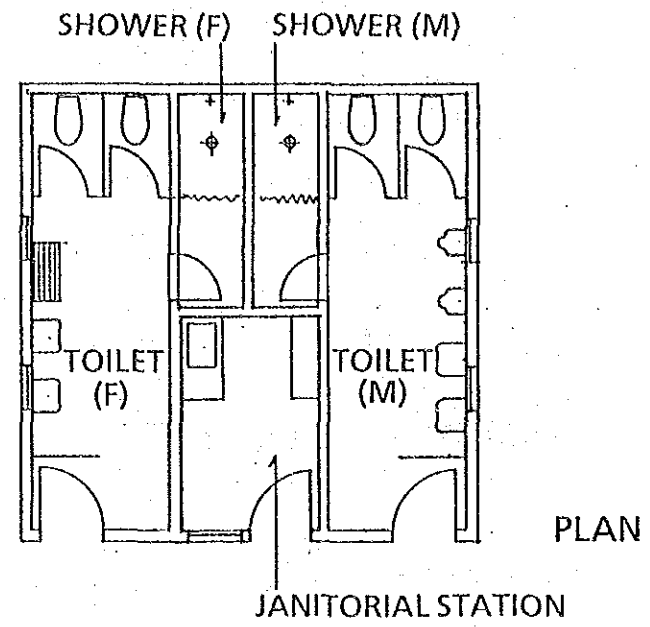 SHOWER (F) SHOWER (M)
TOILET
(F)
TOILET
(M)
PLAN
JANITORIAL STATION